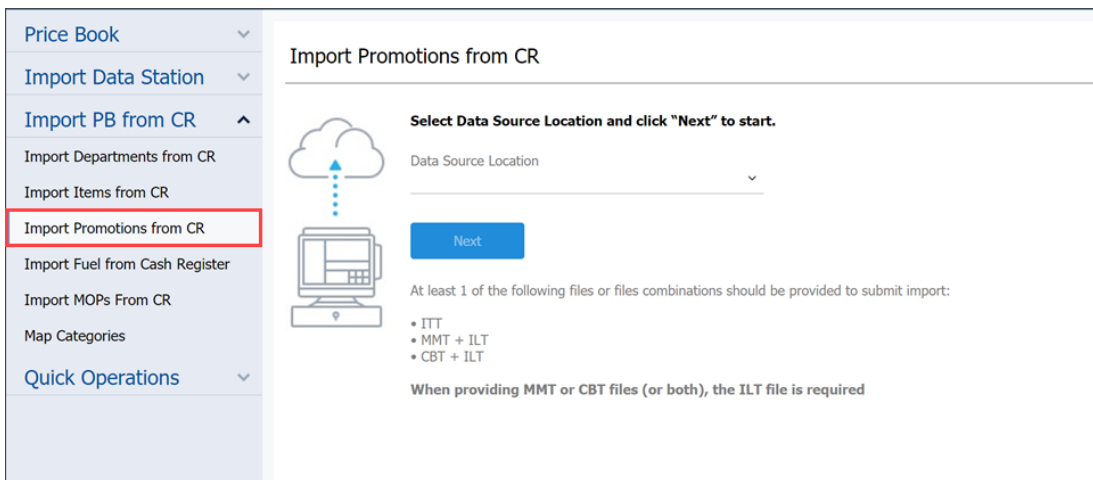 Price Book
Import Data Station
Import PB from CR
Import Departments from CR
Import Items from CR
Import Promotions from CR
Import Fuel from Cash Register
Import MOPs From CR
Map Categories
Quick Operations
Import Promotions from CR
Select Data Source Location and click “Next” to start.
Data Source Location
Next
At least 1 of the following files or files combinations should be provided to submit import:
• ITT
• MMT + ILT
• CBT + ILT
When providing MMT or CBT files (or both), the ILT file is required